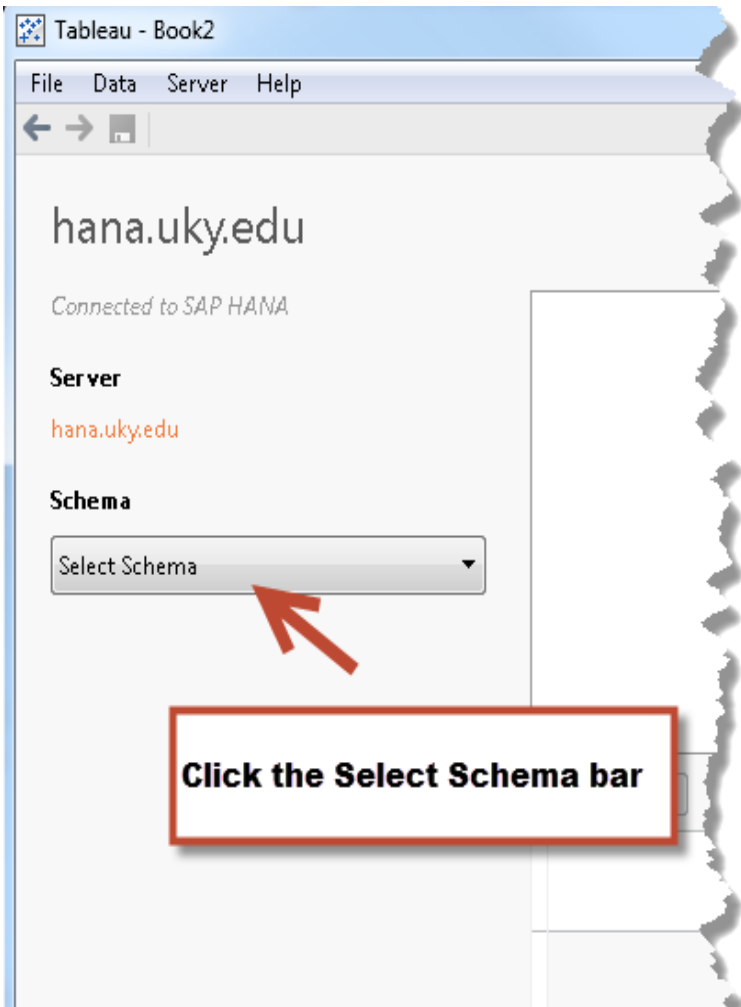 Tableau - Book2
File Data Server Help
hana.uky.edu
Connected to SAP HANA
Server
hana.uky.edu
Schema
Select Schema
Click the Select Schema bar